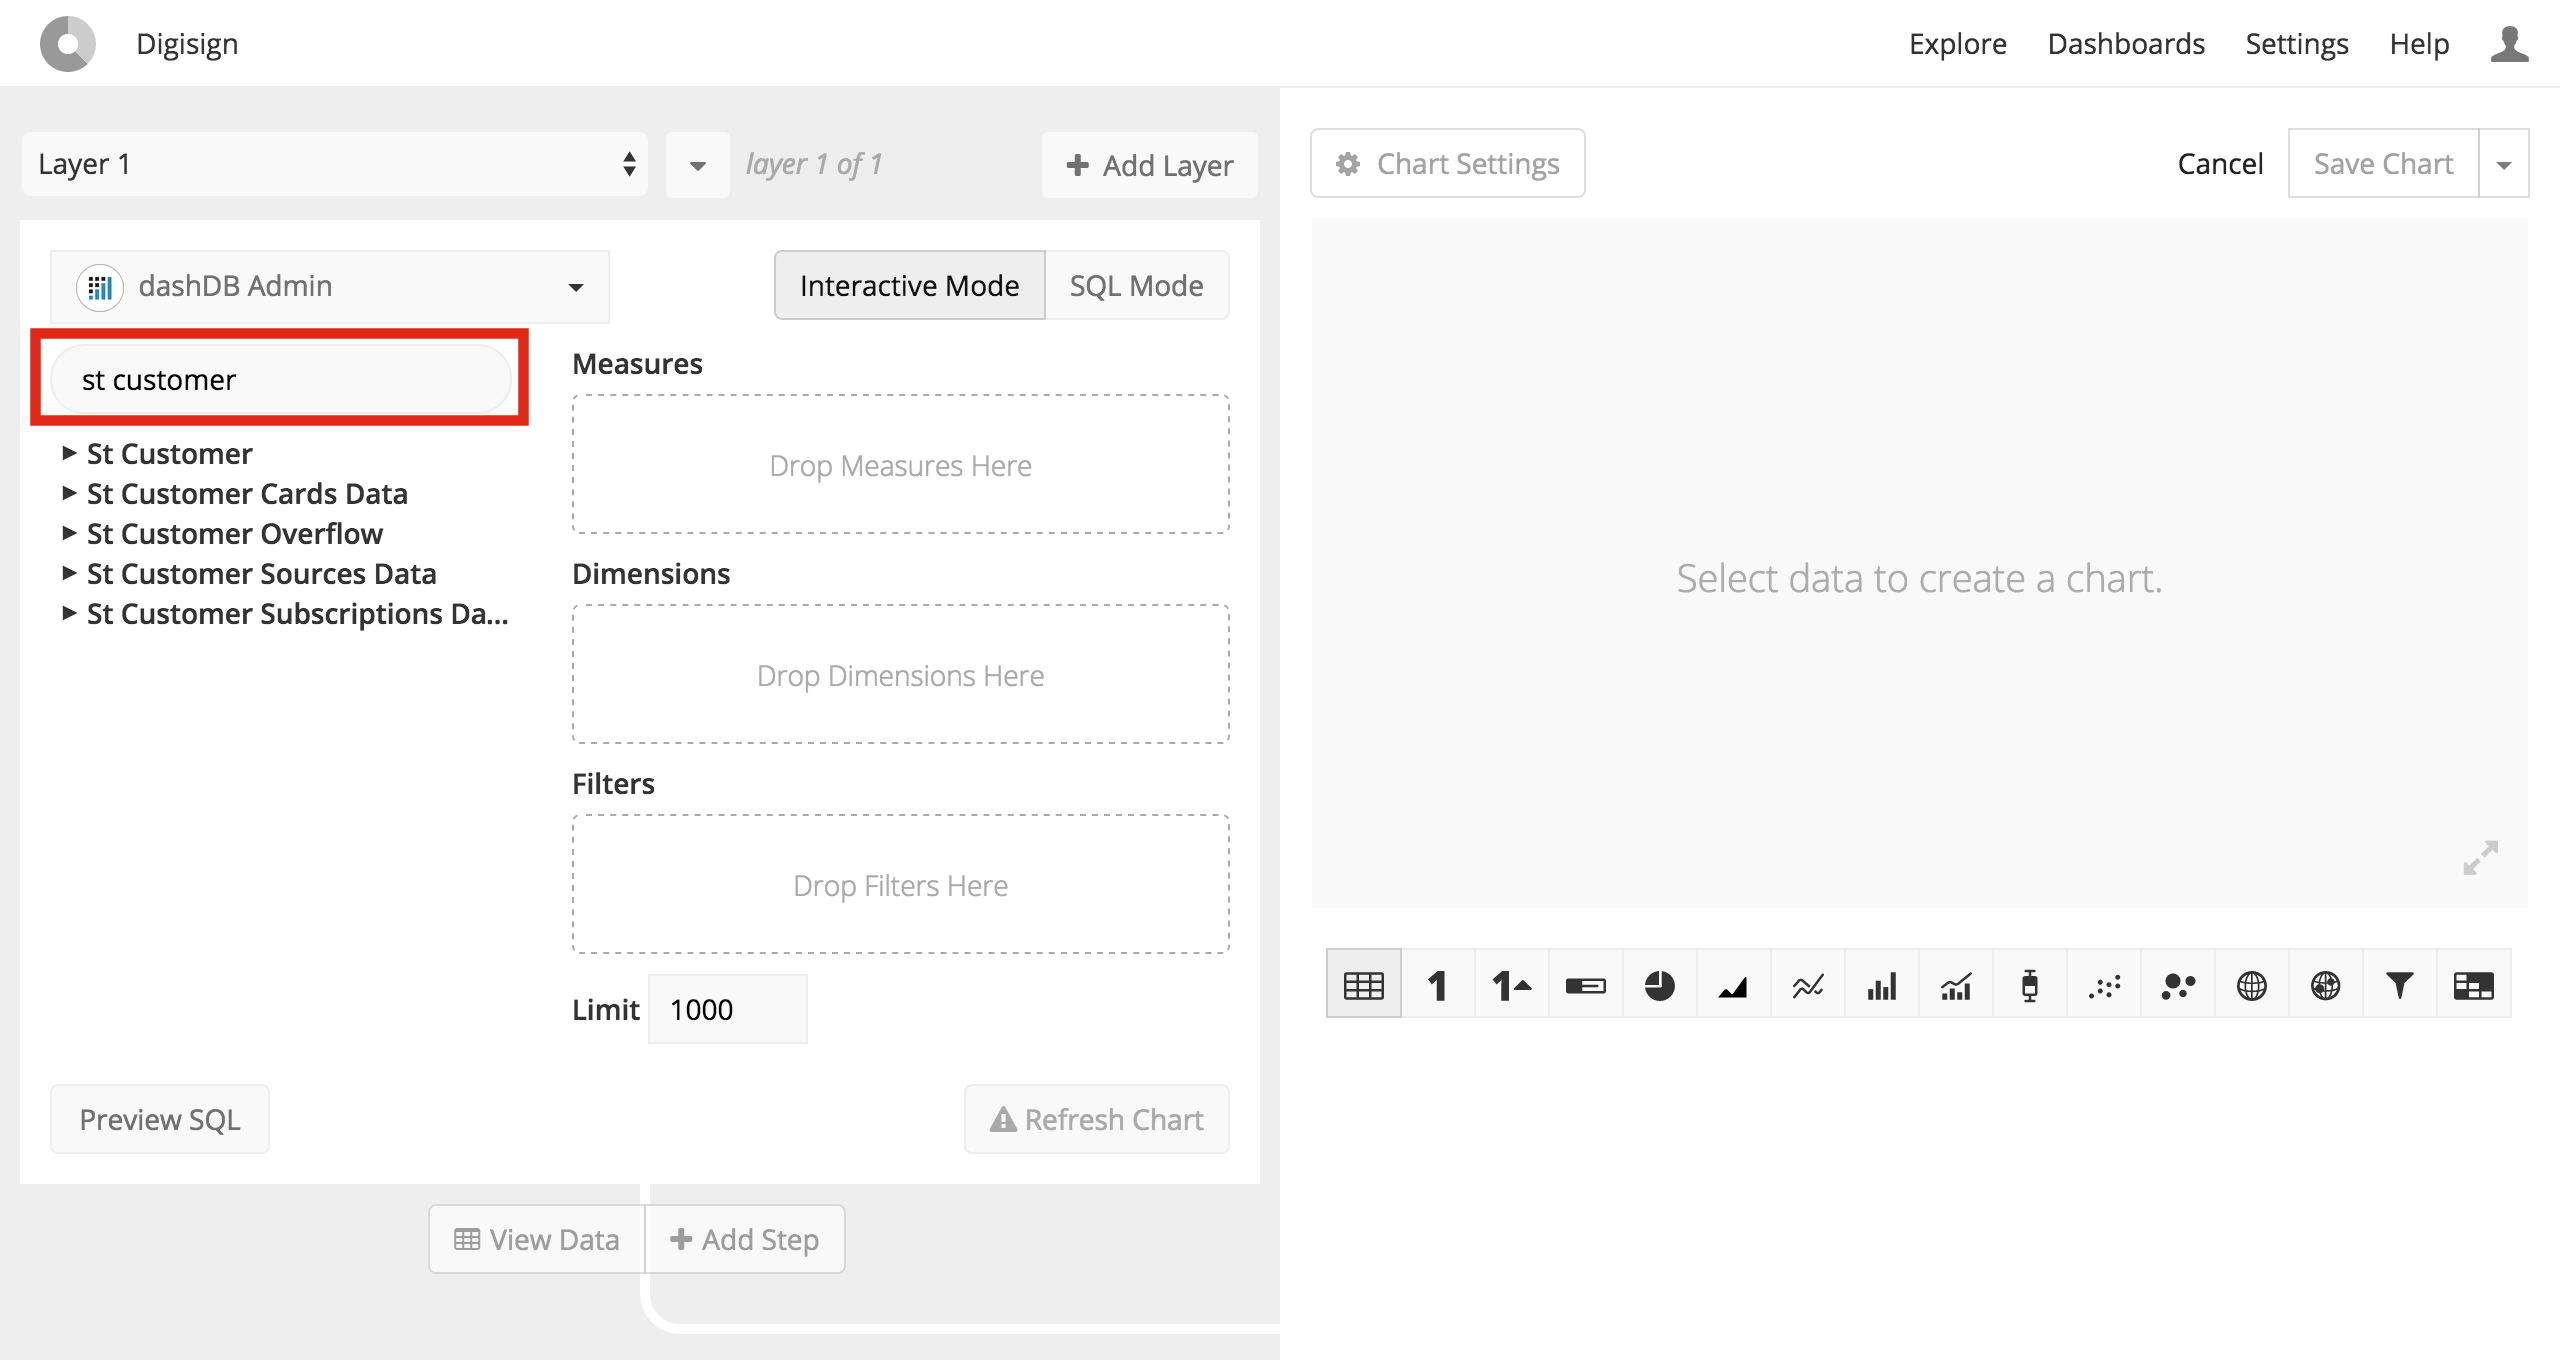 Digisign
Explore
Dashboards
Settings
Help
Layer 1
layer 1 of 1
Add Layer
Chart Settings
Cancel
Save Chart
dashDB Admin
Interactive Mode
SQL Mode
st customer
St Customer
St Customer Cards Data
St Customer Overflow
St Customer Sources Data
St Customer Subscriptions Da...
Measures
Drop Measures Here
Dimensions
Drop Dimensions Here
Filters
Drop Filters Here
Limit 1000
Preview SQL
Refresh Chart
View Data
Add Step
Select data to create a chart.
1
1